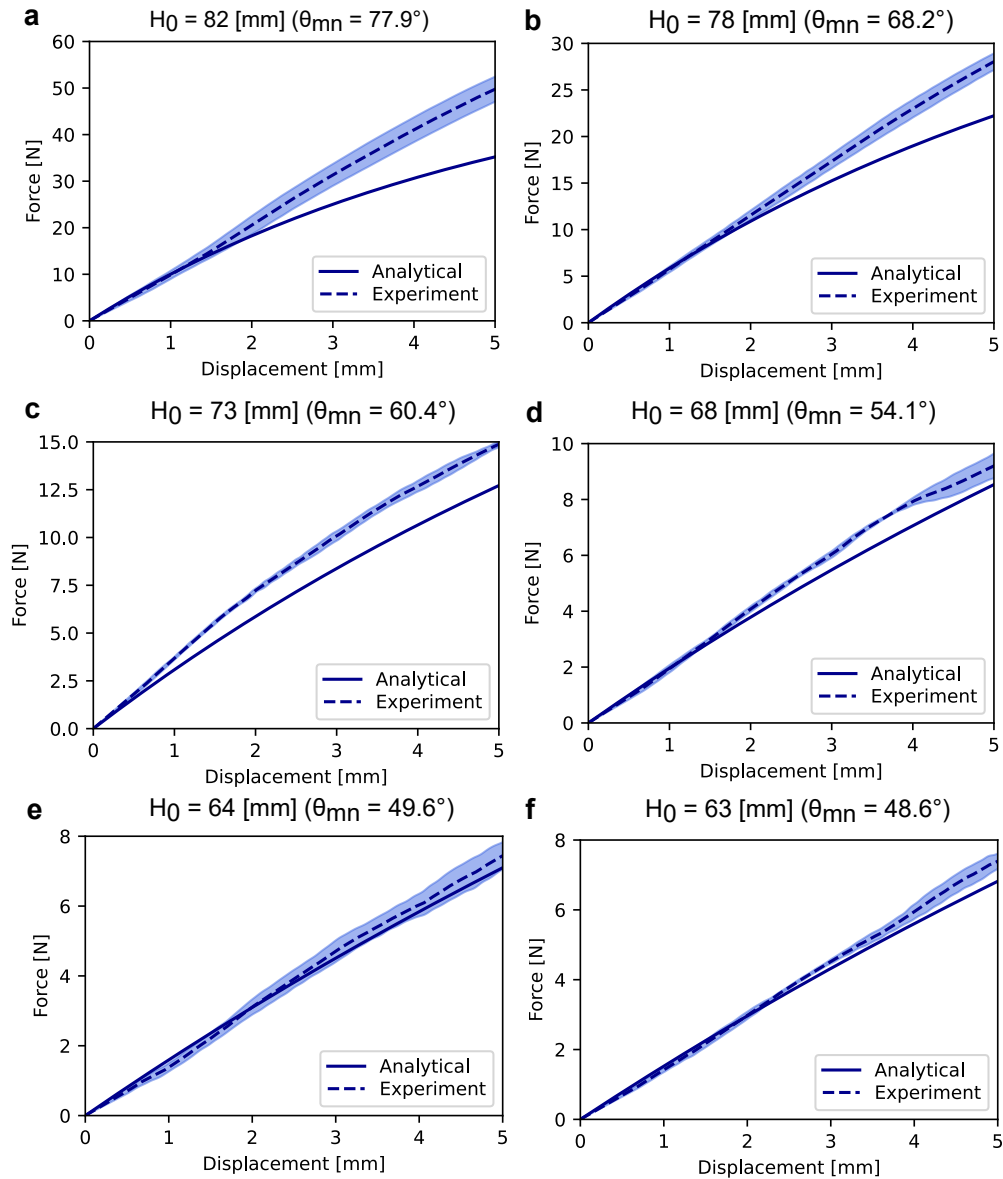 a
H0 = 82 [mm] (θmn = 77.9°)
60
50
40
30
20
10
0
Force [N]
Analytical
Experiment
0 1 2 3 4 5
Displacement [mm]
b
H0 = 78 [mm] (θmn = 68.2°)
30
25
20
15
10
5
0
Force [N]
Analytical
Experiment
0 1 2 3 4 5
Displacement [mm]
c
H0 = 73 [mm] (θmn = 60.4°)
15.0
12.5
10.0
7.5
5.0
2.5
0.0
Force [N]
Analytical
Experiment
0 1 2 3 4 5
Displacement [mm]
d
H0 = 68 [mm] (θmn = 54.1°)
10
8
6
4
2
0
Force [N]
Analytical
Experiment
0 1 2 3 4 5
Displacement [mm]
e
H0 = 64 [mm] (θmn = 49.6°)
8
6
4
2
0
Force [N]
Analytical
Experiment
0 1 2 3 4 5
Displacement [mm]
f
H0 = 63 [mm] (θmn = 48.6°)
8
6
4
2
0
Force [N]
Analytical
Experiment
0 1 2 3 4 5
Displacement [mm]